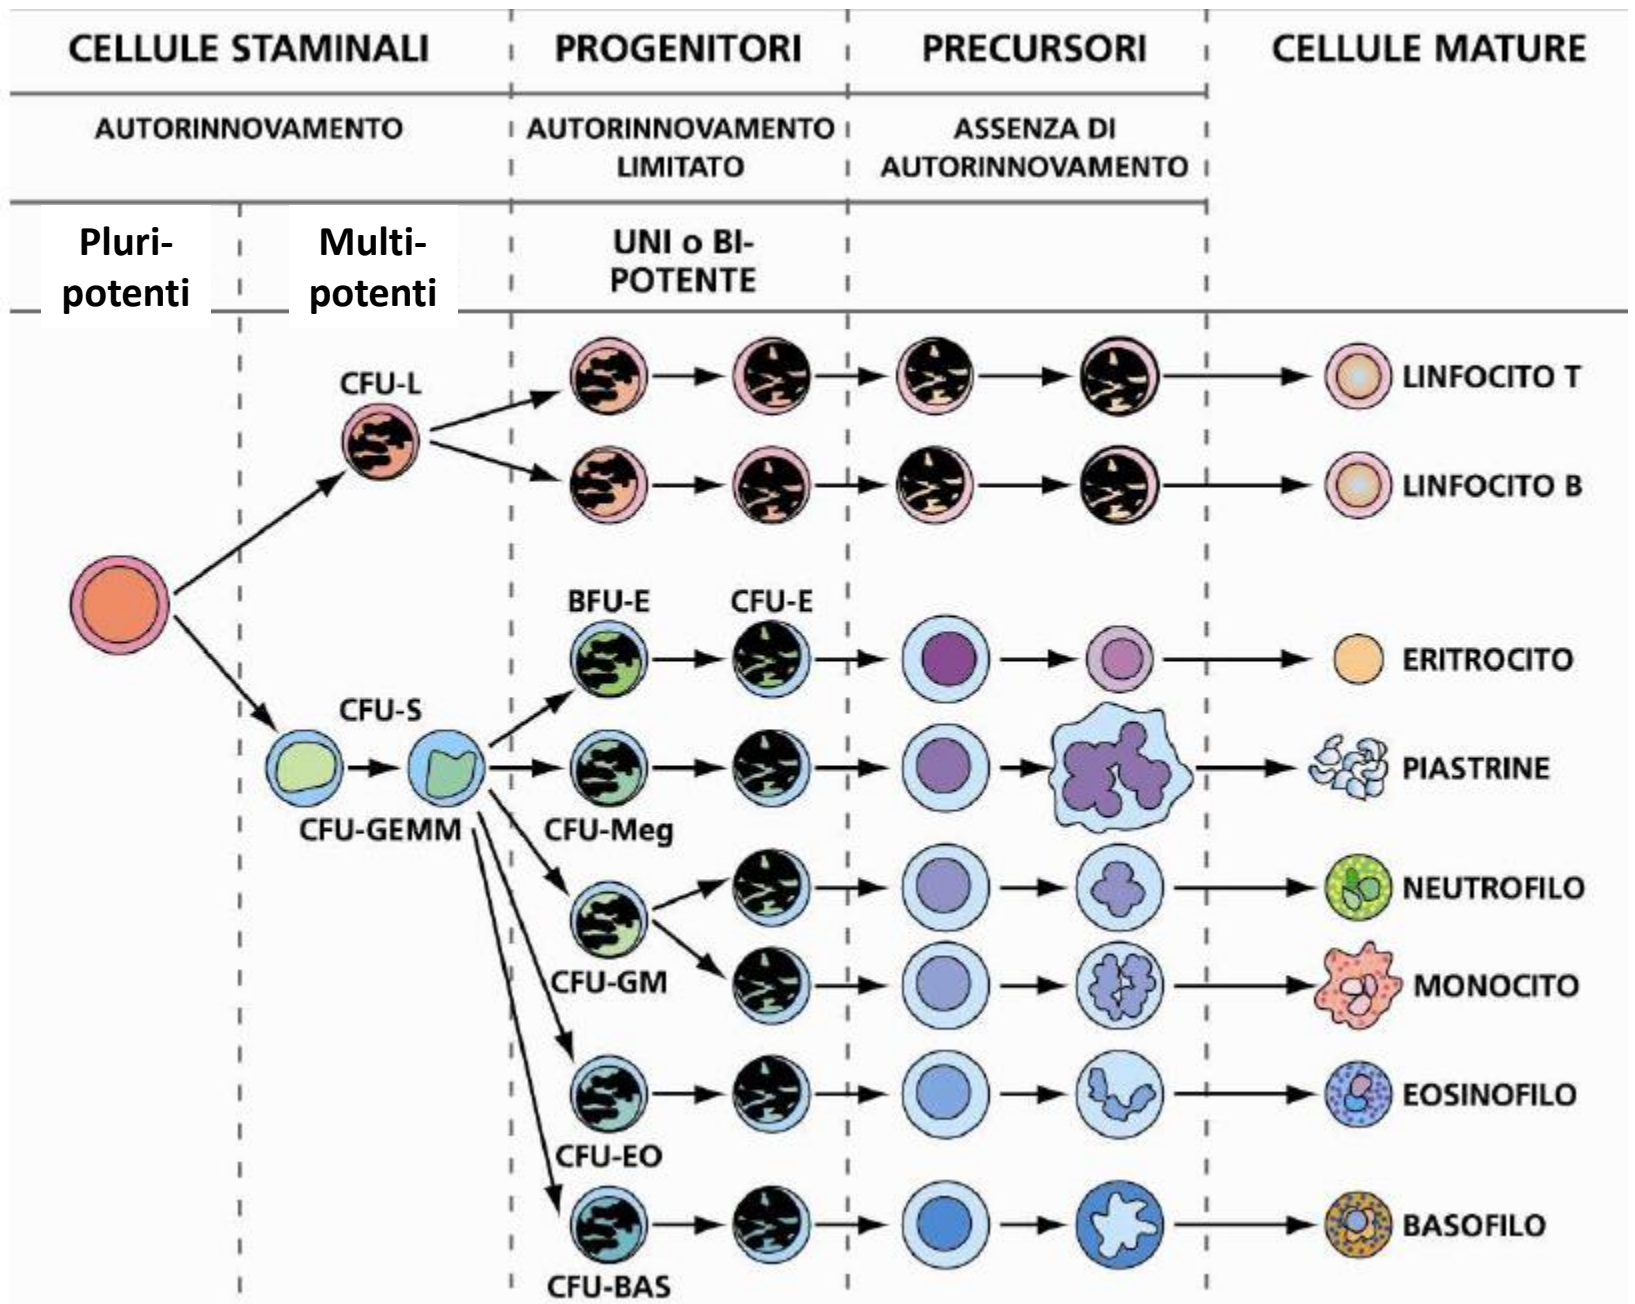 CELLULE STAMINALI
PROGENITORI
PRECURSORI
CELLULE MATURE
AUTORINNOVAMENTO
AUTORINNOVAMENTO
LIMITATO
ASSENZA DI
AUTORINNOVAMENTO
Pluri-
potenti
Multi-
potenti
UNI o BI-
POTENTE
CFU-L
LINFOCITO T
LINFOCITO B
BFU-E
CFU-E
ERITROCITO
CFU-S
CFU-GEMM
CFU-Meg
PIASTRINE
NEUTROFILO
CFU-GM
MONOCITO
EOSINOFILO
CFU-EO
BASOFILO
CFU-BAS